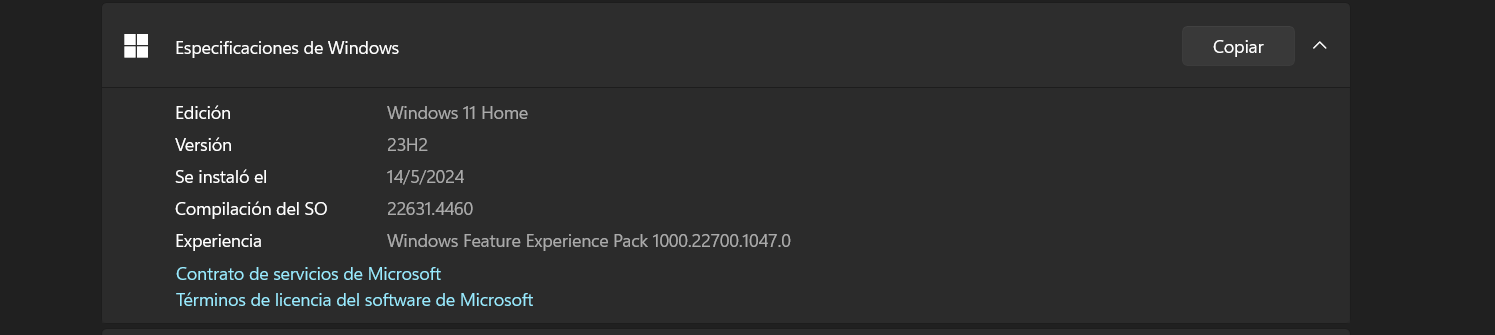 Especificaciones de Windows
Copiar
Edición Windows 11 Home
Versión 23H2
Se instaló el 14/5/2024
Compilación del SO 22631.4460
Experiencia Windows Feature Experience Pack 1000.22700.1047.0
Contrato de servicios de Microsoft
Términos de licencia del software de Microsoft